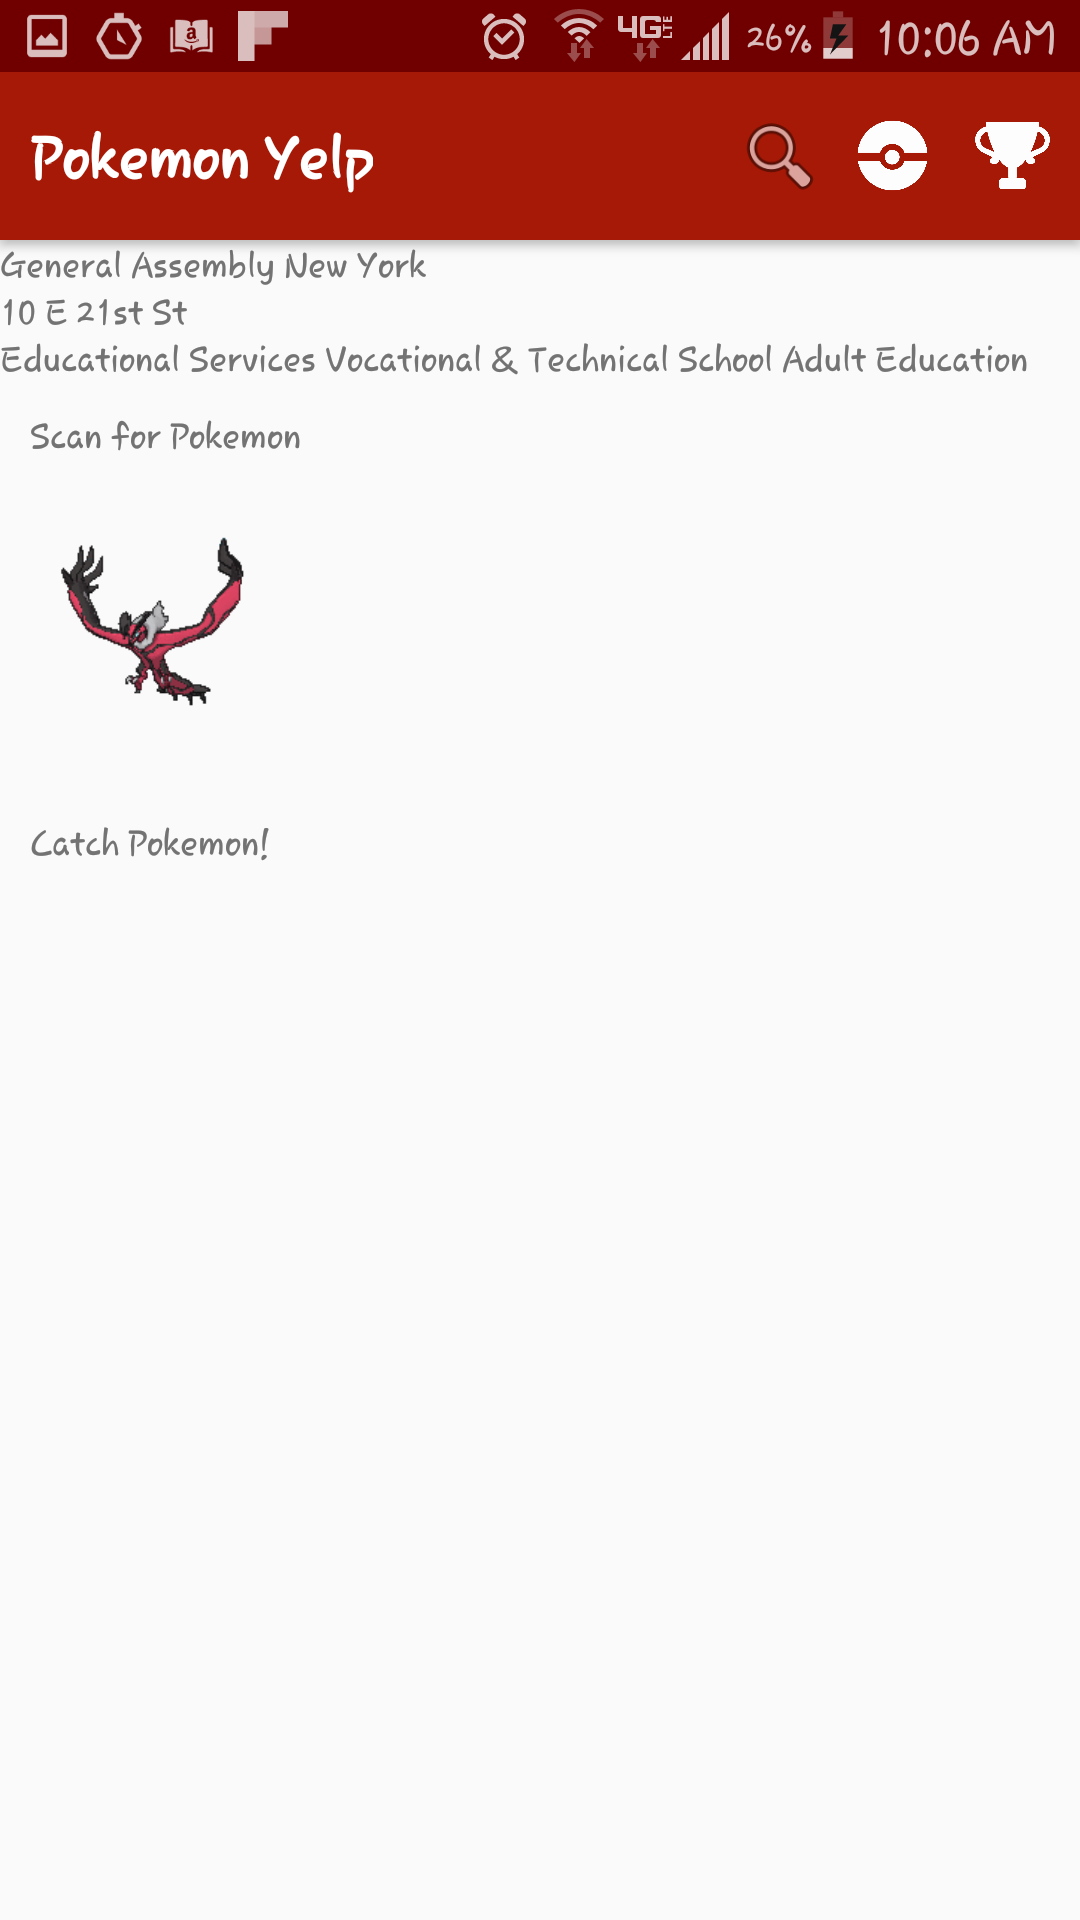 4G LTE 26% 10:06 AM
Pokemon Yelp
General Assembly New York
10 E 21st St
Educational Services Vocational & Technical School Adult Education
Scan for Pokemon
Catch Pokemon!